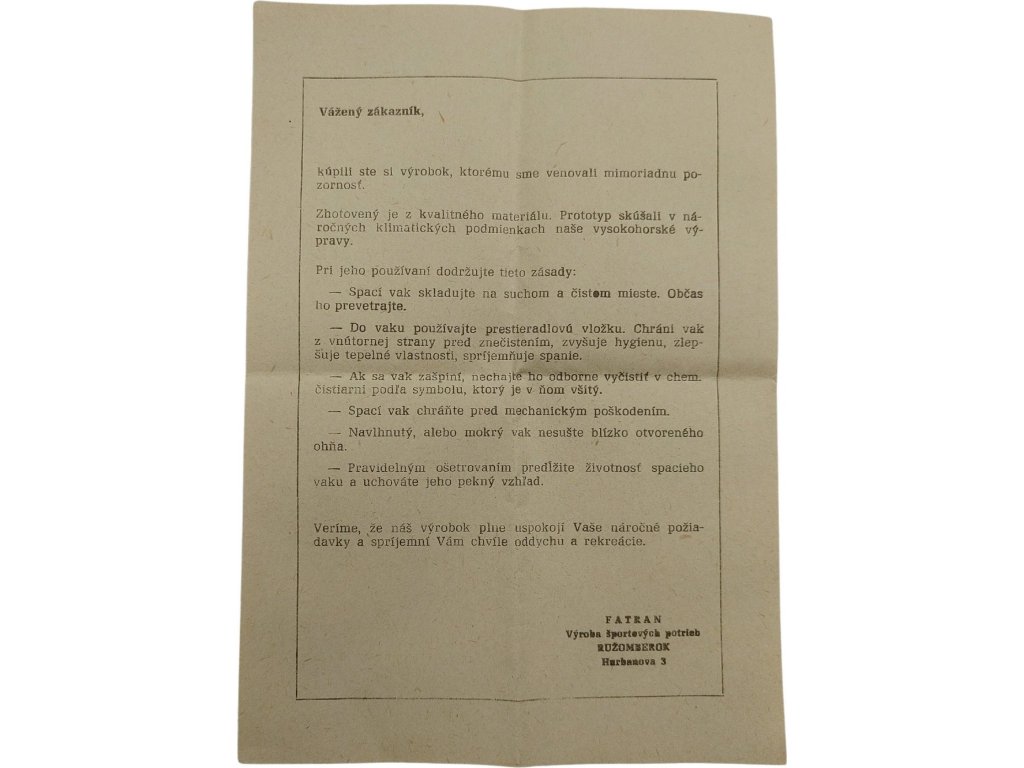 Vážený zákazník,
kúpili ste si výrobok, ktorému sme venovali mimoriadnu po-
zornosť.
Zhotovený je z kvalitného materiálu. Prototyp skúšali v ná-
ročných klimatických podmienkach naše vysokohorské vý-
pravy.
Pri jeho používaní dodržujte tieto zásady:
— Spací vak skladujte na suchom a čistom mieste. Občas
ho prevetrajte.
— Do vaku používajte prestieradlovú vložku. Chráni vak
z vnútornej strany pred znečistením, zvyšuje hygienu, zlep-
šuje tepelné vlastnosti, spríjemňuje spanie.
— Ak sa vak zašpiní, nechajte ho odborne vyčistiť v chem.
čistiarni podľa symbolu, ktorý je v ňom všitý.
— Spací vak chráňte pred mechanickým poškodením.
— Navlhnutý, alebo mokrý vak nesušte blízko otvoreného
ohňa.
— Pravidelným ošetrovaním predĺžite životnosť spacieho
vaku a uchováte jeho pekný vzhľad.
Veríme, že náš výrobok plne uspokojí Vaše náročné požia-
davky a spríjemní Vám chvíle oddychu a rekreácie.
FATRAN
Výroba športových potrieb
RUŽOMBEROK
Hurbanova 3